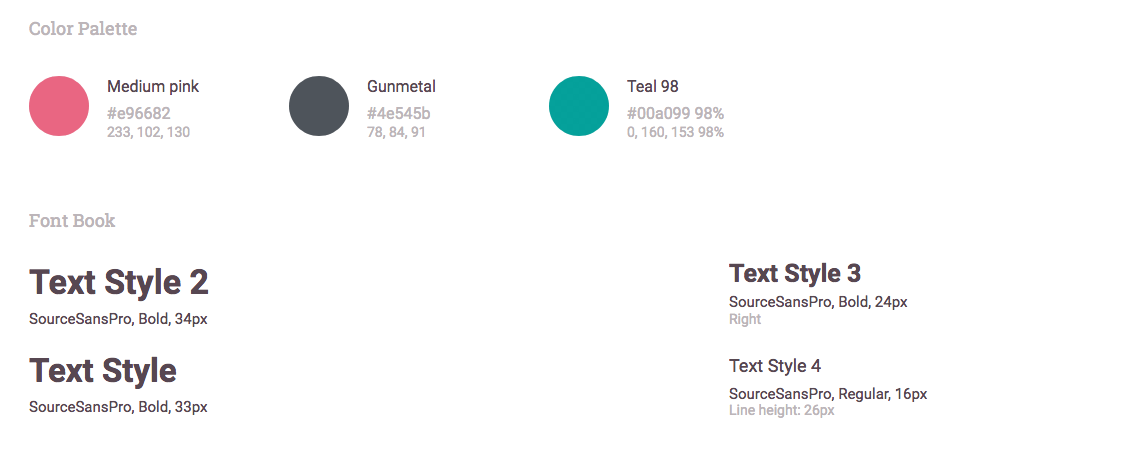 Color Palette
Medium pink
#e96682
233, 102, 130
Gunmetal
#4e545b
78, 84, 91
Teal 98
#00a099 98%
0, 160, 153 98%
Font Book
Text Style 2
SourceSansPro, Bold, 34px
Text Style
SourceSansPro, Bold, 33px
Text Style 3
SourceSansPro, Bold, 24px
Right
Text Style 4
SourceSansPro, Regular, 16px
Line height: 26px